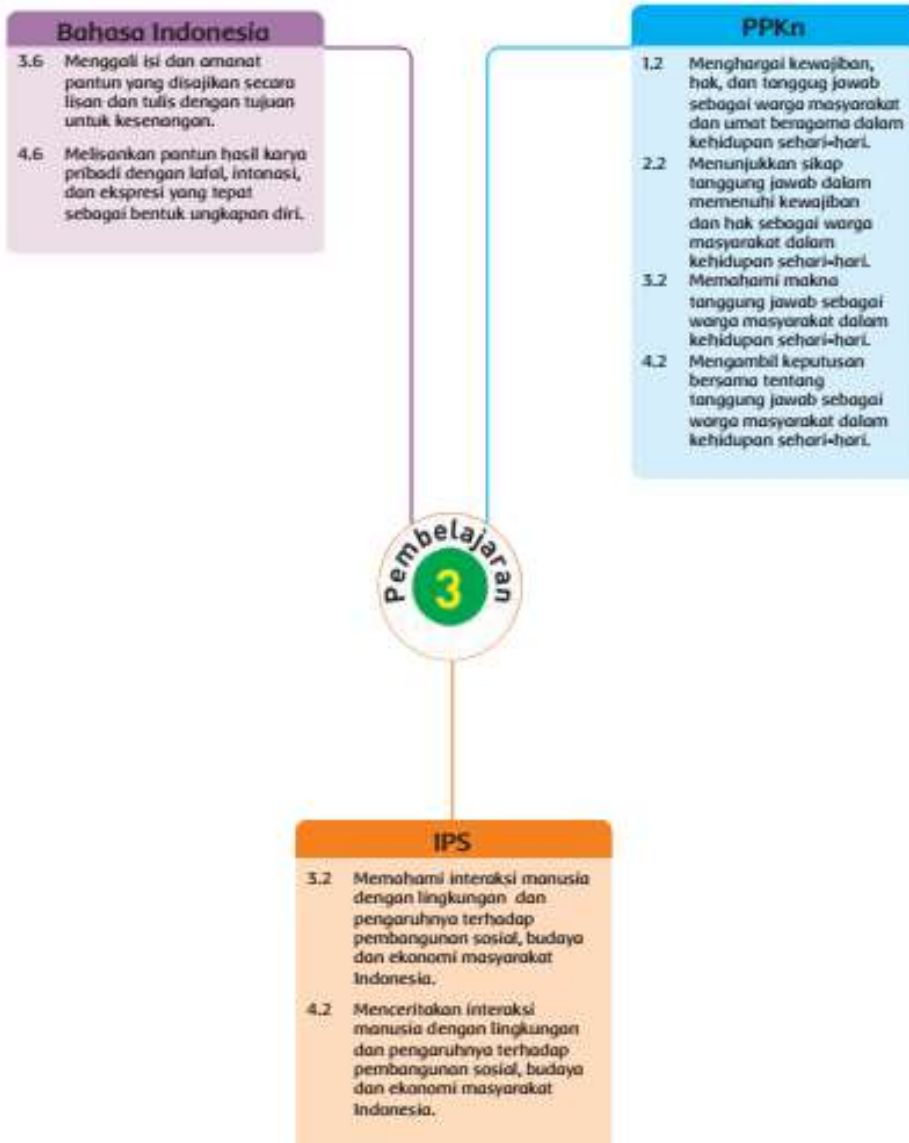 Bahasa Indonesia
3.6 Menggali isi dan amanat
pantun yang disajikan secara
lisan dan tulis dengan tujuan
untuk kesenangan.
4.6 Melisankan pantun hasil karya
pribadi dengan lafal, intonasi,
dan ekspresi yang tepat
sebagai bentuk ungkapan diri.
PPKn
1.2 Menghargai kewajiban,
hak, dan tanggug jawab
sebagai warga masyarakat
dan umat beragama dalam
kehidupan sehari-hari.
2.2 Menunjukkan sikap
tanggung jawab dalam
memenuhi kewajiban
dan hak sebagai warga
masyarakat dalam
kehidupan sehari-hari.
3.2 Memahami makna
tanggung jawab sebagai
warga masyarakat dalam
kehidupan sehari-hari.
4.2 Mengambil keputusan
bersama tentang
tanggung jawab sebagai
warga masyarakat dalam
kehidupan sehari-hari.
Pembelajaran
3
IPS
3.2 Memahami interaksi manusia
dengan lingkungan dan
pengaruhnya terhadap
pembangunan sosial, budaya
dan ekonomi masyarakat
Indonesia.
4.2 Menceritakan interaksi
manusia dengan lingkungan
dan pengaruhnya terhadap
pembangunan sosial, budaya
dan ekonomi masyarakat
Indonesia.